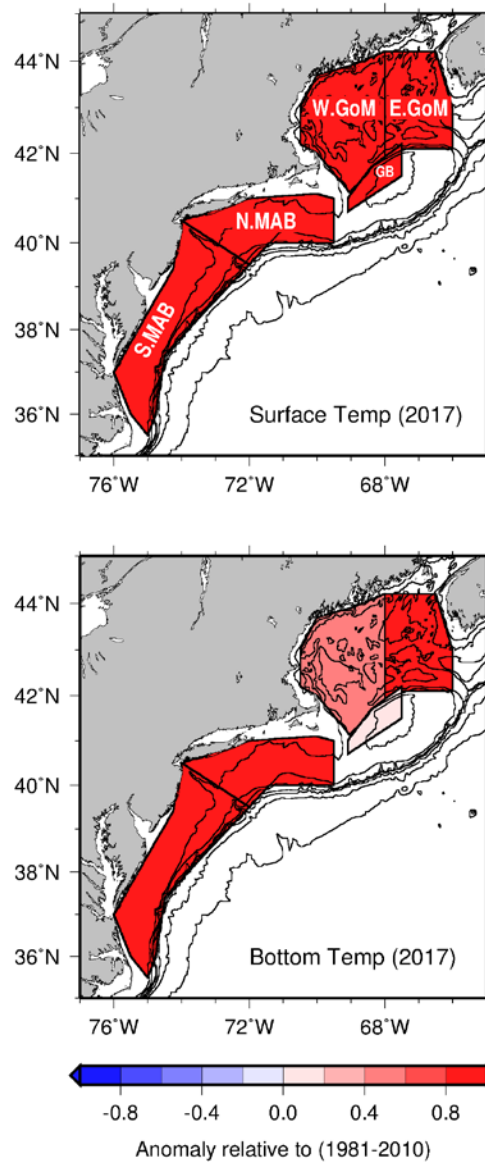 44˚N
42˚N
40˚N
38˚N
36˚N
W.GoM
E.GoM
GB
N.MAB
S.MAB
Surface Temp (2017)
76˚W 72˚W 68˚W
44˚N
42˚N
40˚N
38˚N
36˚N
Bottom Temp (2017)
76˚W 72˚W 68˚W
-0.8 -0.4 0.0 0.4 0.8
Anomaly relative to (1981-2010)